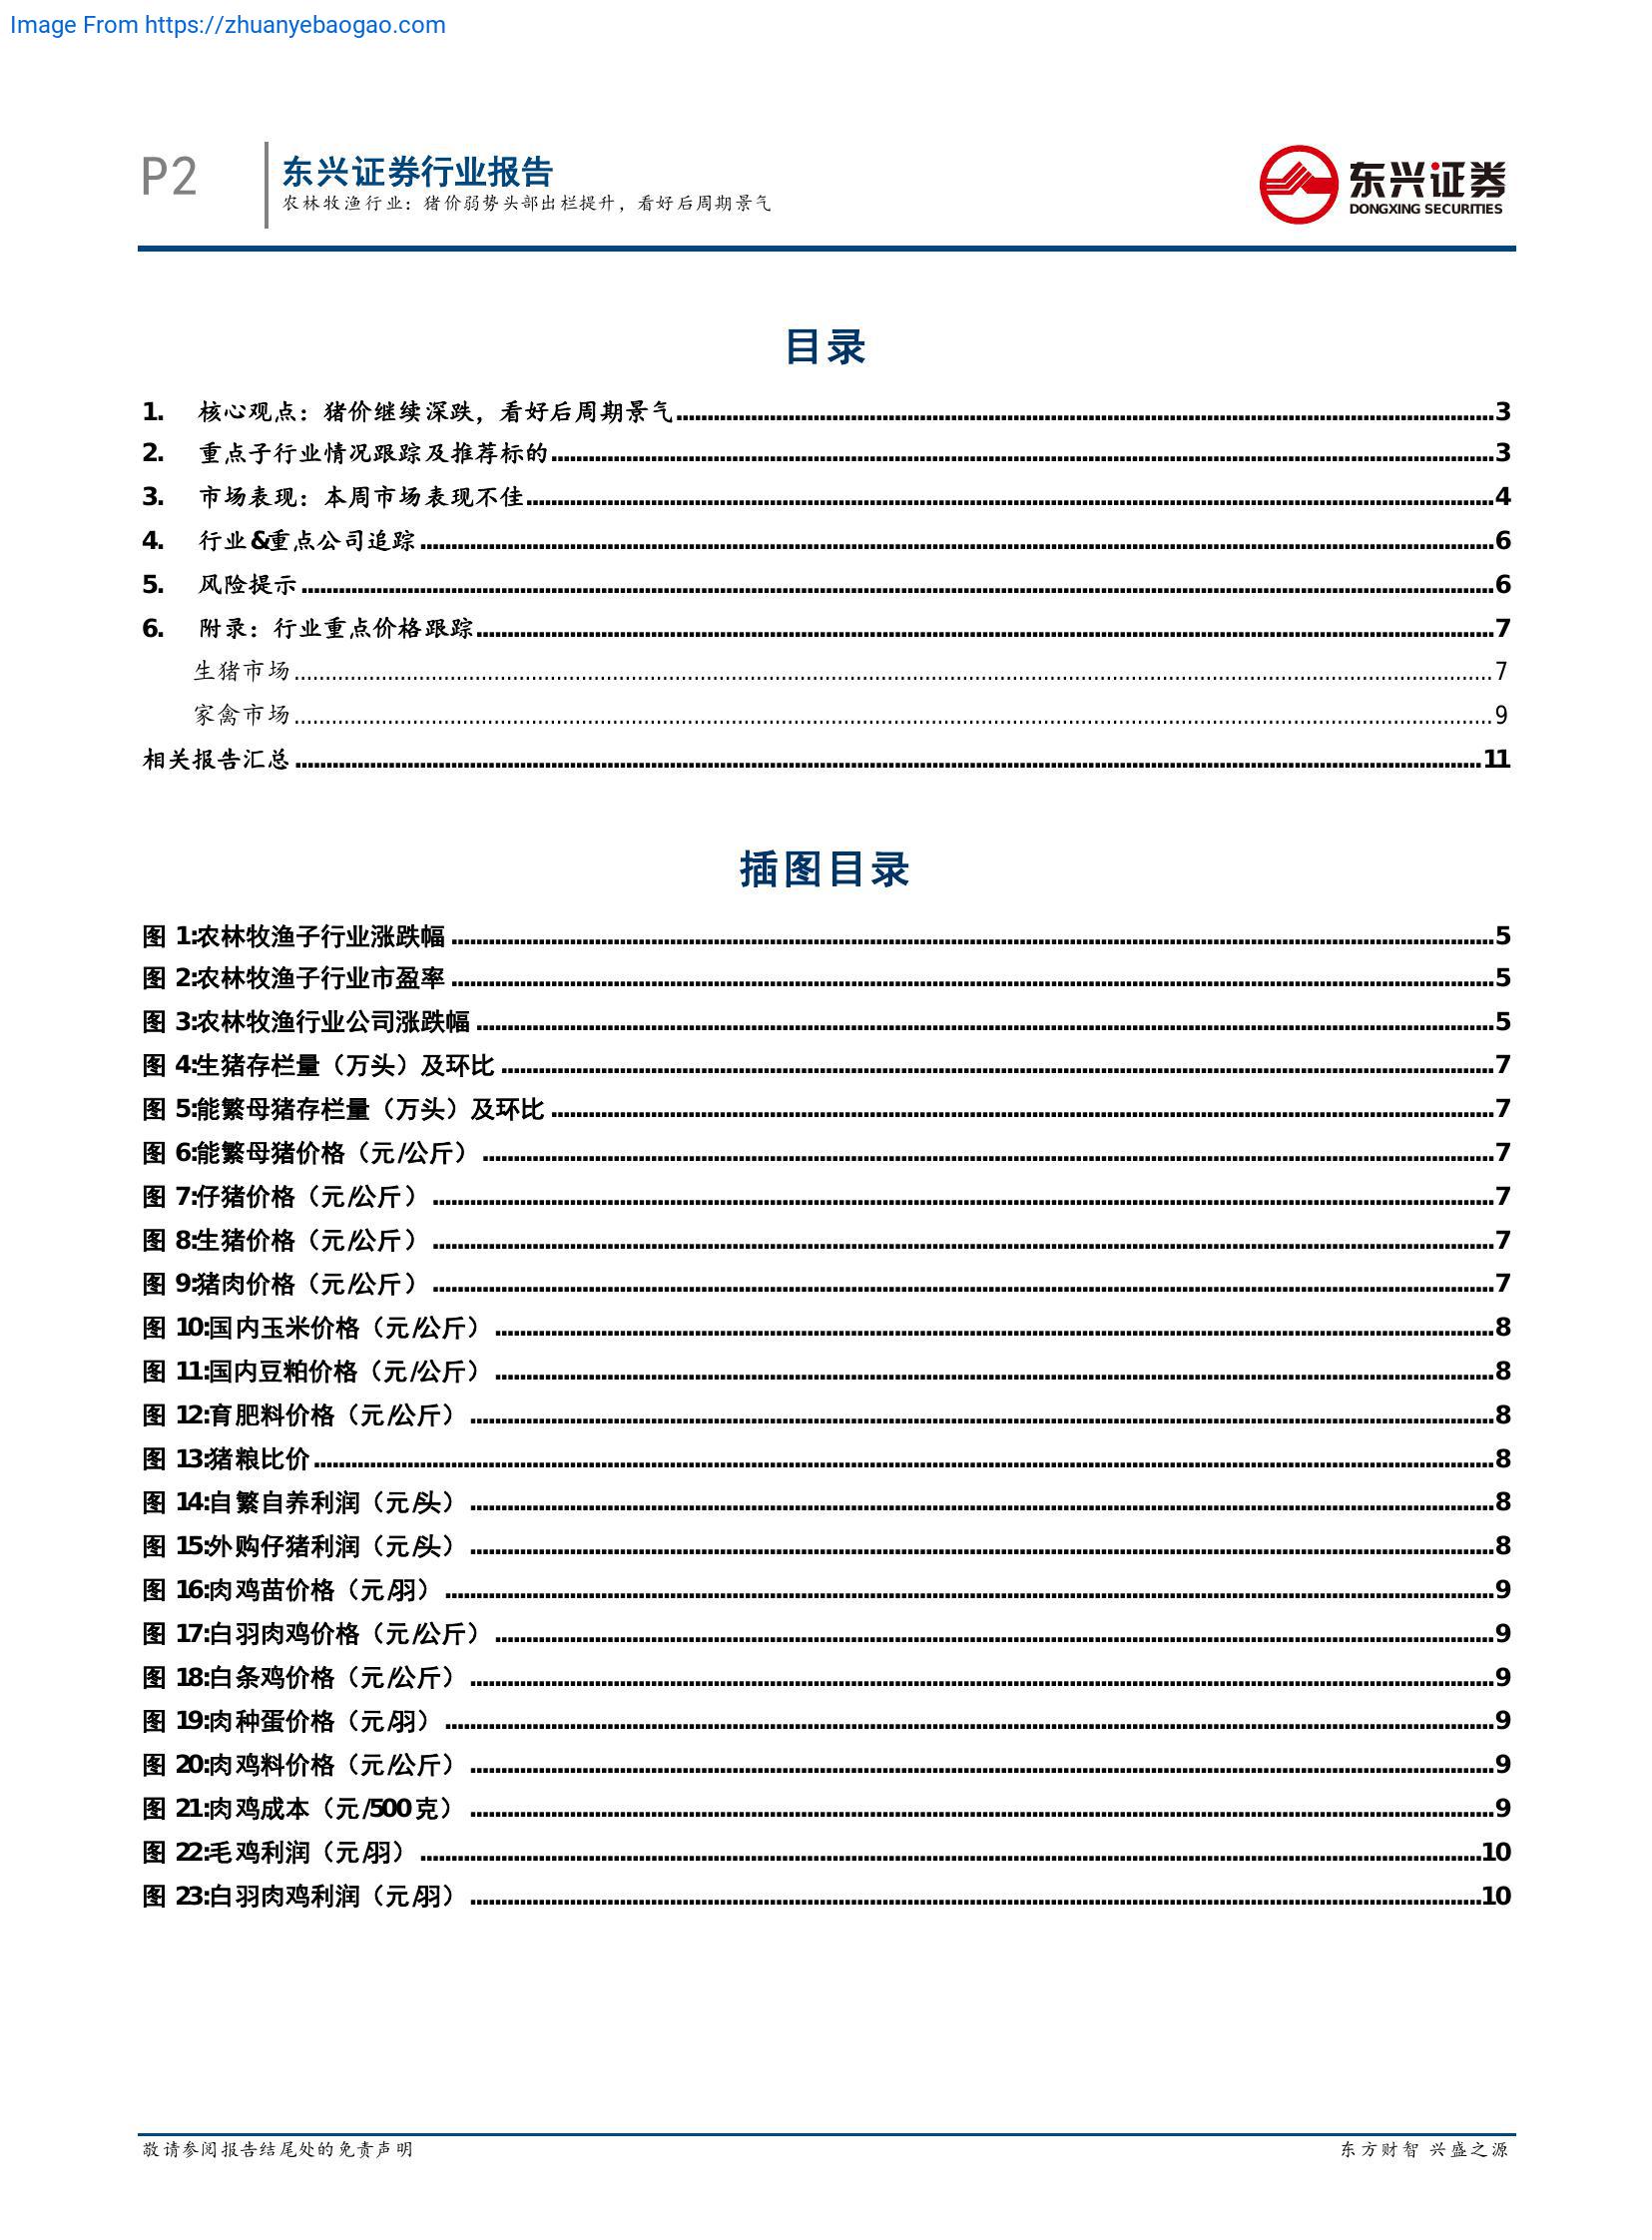 Image From https://zhuanyebaogao.com
P2
东兴证券行业报告
农林牧渔行业：猪价弱势头部出栏提升，看好后周期景气
东兴证券
DONGXING SECURITIES
目录
1. 核心观点：猪价继续深跌，看好后周期景气 3
2. 重点子行业情况跟踪及推荐标的 3
3. 市场表现：本周市场表现不佳 4
4. 行业&重点公司追踪 6
5. 风险提示 6
6. 附录：行业重点价格跟踪 7
生猪市场 7
家禽市场 9
相关报告汇总 11
插图目录
图 1:农林牧渔子行业涨跌幅 5
图 2:农林牧渔子行业市盈率 5
图 3:农林牧渔行业公司涨跌幅 5
图 4:生猪存栏量（万头）及环比 7
图 5:能繁母猪存栏量（万头）及环比 7
图 6:能繁母猪价格（元/公斤） 7
图 7:仔猪价格（元/公斤） 7
图 8:生猪价格（元/公斤） 7
图 9:猪肉价格（元/公斤） 7
图 10:国内玉米价格（元/公斤） 8
图 11:国内豆粕价格（元/公斤） 8
图 12:育肥料价格（元/公斤） 8
图 13:猪粮比价 8
图 14:自繁自养利润（元/头） 8
图 15:外购仔猪利润（元/头） 8
图 16:肉鸡苗价格（元/羽） 9
图 17:白羽肉鸡价格（元/公斤） 9
图 18:白条鸡价格（元/公斤） 9
图 19:肉种蛋价格（元/羽） 9
图 20:肉鸡料价格（元/公斤） 9
图 21:肉鸡成本（元/500 克） 9
图 22:毛鸡利润（元/羽） 10
图 23:白羽肉鸡利润（元/羽） 10
敬请参阅报告结尾处的免责声明
东方财智 兴盛之源